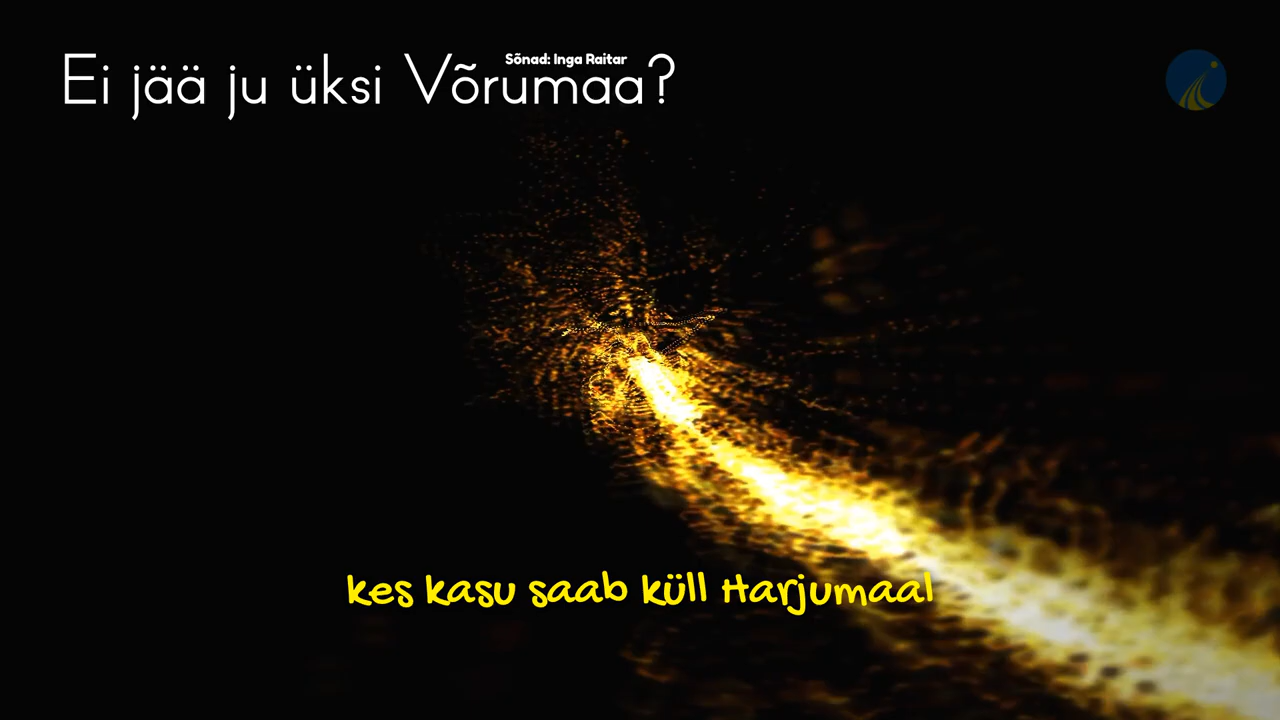 Sõnad: Inga Raitar
Ei jää ju üksi Võrumaa?
kes kasu saab küll Harjumaal